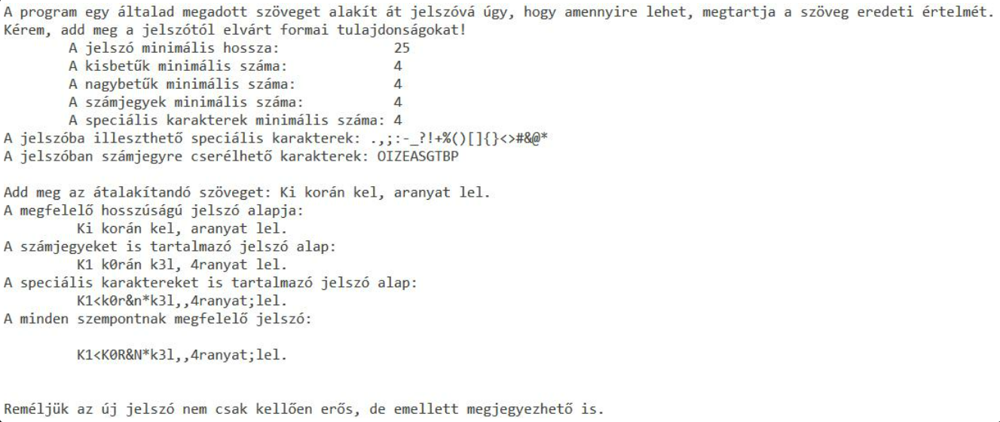 A program egy általad megadott szöveget alakít át jelszóvá úgy, hogy amennyire lehet, megtartja a szöveg eredeti értelmét.
Kérem, add meg a jelszótól elvárt formai tulajdonságokat!
A jelszó minimális hossza: 25
A kisbetűk minimális száma: 4
A nagybetűk minimális száma: 4
A számjegyek minimális száma: 4
A speciális karakterek minimális száma: 4
A jelszóba illeszthető speciális karakterek: .,;:-_?!+%()[]{}<>#&@*
A jelszóban számjegyre cserélhető karakterek: OIZEASGTBP
Add meg az átalakítandó szöveget: Ki korán kel, aranyat lel.
A megfelelő hosszúságú jelszó alapja:
Ki korán kel, aranyat lel.
A számjegyeket is tartalmazó jelszó alap:
K1 k0rán k3l, 4ranyat lel.
A speciális karaktereket is tartalmazó jelszó alap:
K1<k0r&n*k3l,,4ranyat;lel.
A minden szempontnak megfelelő jelszó:
K1<K0R&N*k3l,,4ranyat;lel.
Reméljük az új jelszó nem csak kellően erős, de emellett megjegyezhető is.